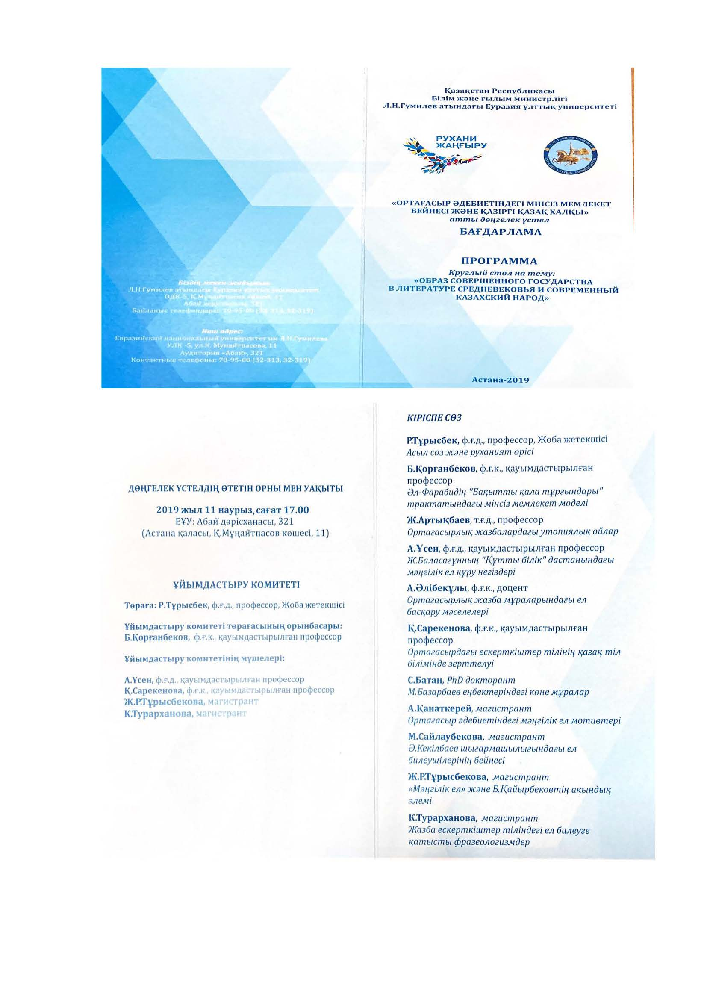 Қазақстан Республикасы
Білім және ғылым министрлігі
Л.Н.Гумилев атындағы Еуразия ұлттық университеті
РУХАНИ
ЖАҢҒЫРУ
«ОРТАҒАСЫР ӘДЕБИЕТІНДЕГІ МІНСІЗ МЕМЛЕКЕТ
БЕЙНЕСІ ЖӘНЕ ҚАЗІРГІ ҚАЗАҚ ХАЛҚЫ»
атты дөңгелек үстел
БАҒДАРЛАМА
ПРОГРАММА
Круглый стол на тему:
«ОБРАЗ СОВЕРШЕННОГО ГОСУДАРСТВА
В ЛИТЕРАТУРЕ СРЕДНЕВЕКОВЬЯ И СОВРЕМЕННЫЙ
КАЗАХСКИЙ НАРОД»
Астана-2019
Біздің мекен-жайымыз:
Л.Н.Гумилев атындағы Еуразия ұлттық университеті
ОДК-5, Қ.Мұңайтпасов
Абай
Байланыс телефондары: 70-95-00 (32-313, 32-319)
Наш адрес:
Евразийский национальный университет им Л.Н.Гумилева
УЛК -5, ул.К. Мунайтпасова, 11
Аудитория «Абай», 321
Контактные телефоны: 70-95-00 (32-313, 32-319)
ДӨҢГЕЛЕК ҮСТЕЛДІҢ ӨТЕТІН ОРНЫ МЕН УАҚЫТЫ
2019 жыл 11 наурыз, сағат 17.00
ЕҰУ: Абай дәрісханасы, 321
(Астана қаласы, Қ.Мұңайтпасов көшесі, 11)
ҰЙЫМДАСТЫРУ КОМИТЕТІ
Төраға: Р.Тұрысбек, ф.ғ.д., профессор, Жоба жетекшісі
Ұйымдастыру комитеті төрағасының орынбасары:
Б.Қорғанбеков, ф.ғ.к., қауымдастырылған профессор
Ұйымдастыру комитетінің мүшелері:
А.Үсен, ф.ғ.д., қауымдастырылған профессор
Қ.Сарекенова, ф.ғ.к., қауымдастырылған профессор
Ж.Р.Тұрысбекова, магистрант
К.Турарханова, магистрант
КІРІСПЕ СӨЗ
Р.Тұрысбек, ф.ғ.д., профессор, Жоба жетекшісі
Асыл сөз және руханият өрісі
Б.Қорғанбеков, ф.ғ.к., қауымдастырылған
профессор
Әл-Фарабидің "Бақытты қала тұрғындары"
трактатындағы мінсіз мемлекет моделі
Ж.Артықбаев, т.ғ.д., профессор
Ортағасырлық жазбалардағы утопиялық ойлар
А.Үсен, ф.ғ.д., қауымдастырылған профессор
Ж.Баласағұнның "Құтты білік" дастанындағы
мәңгілік ел құру негіздері
А.Әлібекұлы, ф.ғ.к., доцент
Ортағасырлық жазба мұраларындағы ел
басқару мәселелері
Қ.Сарекенова, ф.ғ.к., қауымдастырылған
профессор
Ортағасырдағы ескерткіштер тілінің қазақ тіл
білімінде зерттелуі
С.Батан, PhD докторант
М.Базарбаев еңбектеріндегі көне мұралар
А.Қанаткерей, магистрант
Ортағасыр әдебиетіндегі мәңгілік ел мотивтері
М.Сайлаубекова, магистрант
Ә.Кекілбаев шығармашылығындағы ел
билеушілерінің бейнесі
Ж.Р.Тұрысбекова, магистрант
«Мәңгілік ел» және Б.Қайырбековтің ақындық
әлемі
К.Турарханова, магистрант
Жазба ескерткіштер тіліндегі ел билеуге
қатысты фразеологизмдер